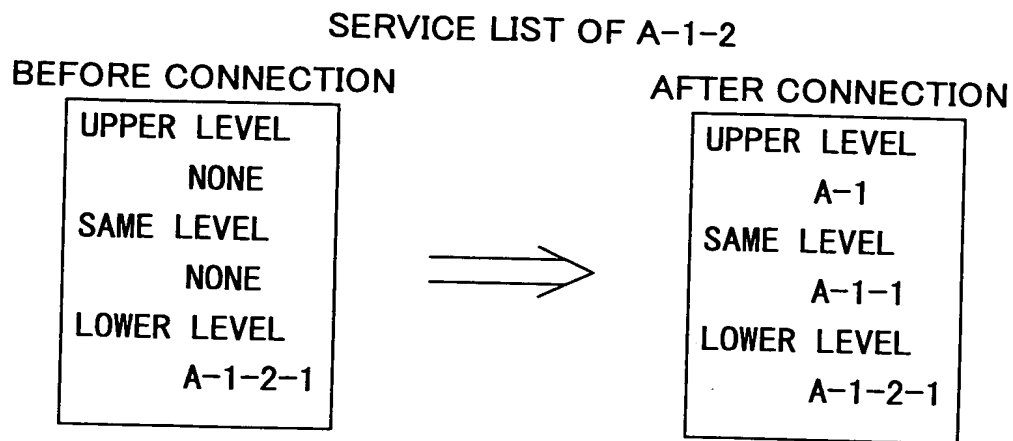 SERVICE LIST OF A-1-2
BEFORE CONNECTION
UPPER LEVEL
NONE
SAME LEVEL
NONE
LOWER LEVEL
A-1-2-1
AFTER CONNECTION
UPPER LEVEL
A-1
SAME LEVEL
A-1-1
LOWER LEVEL
A-1-2-1